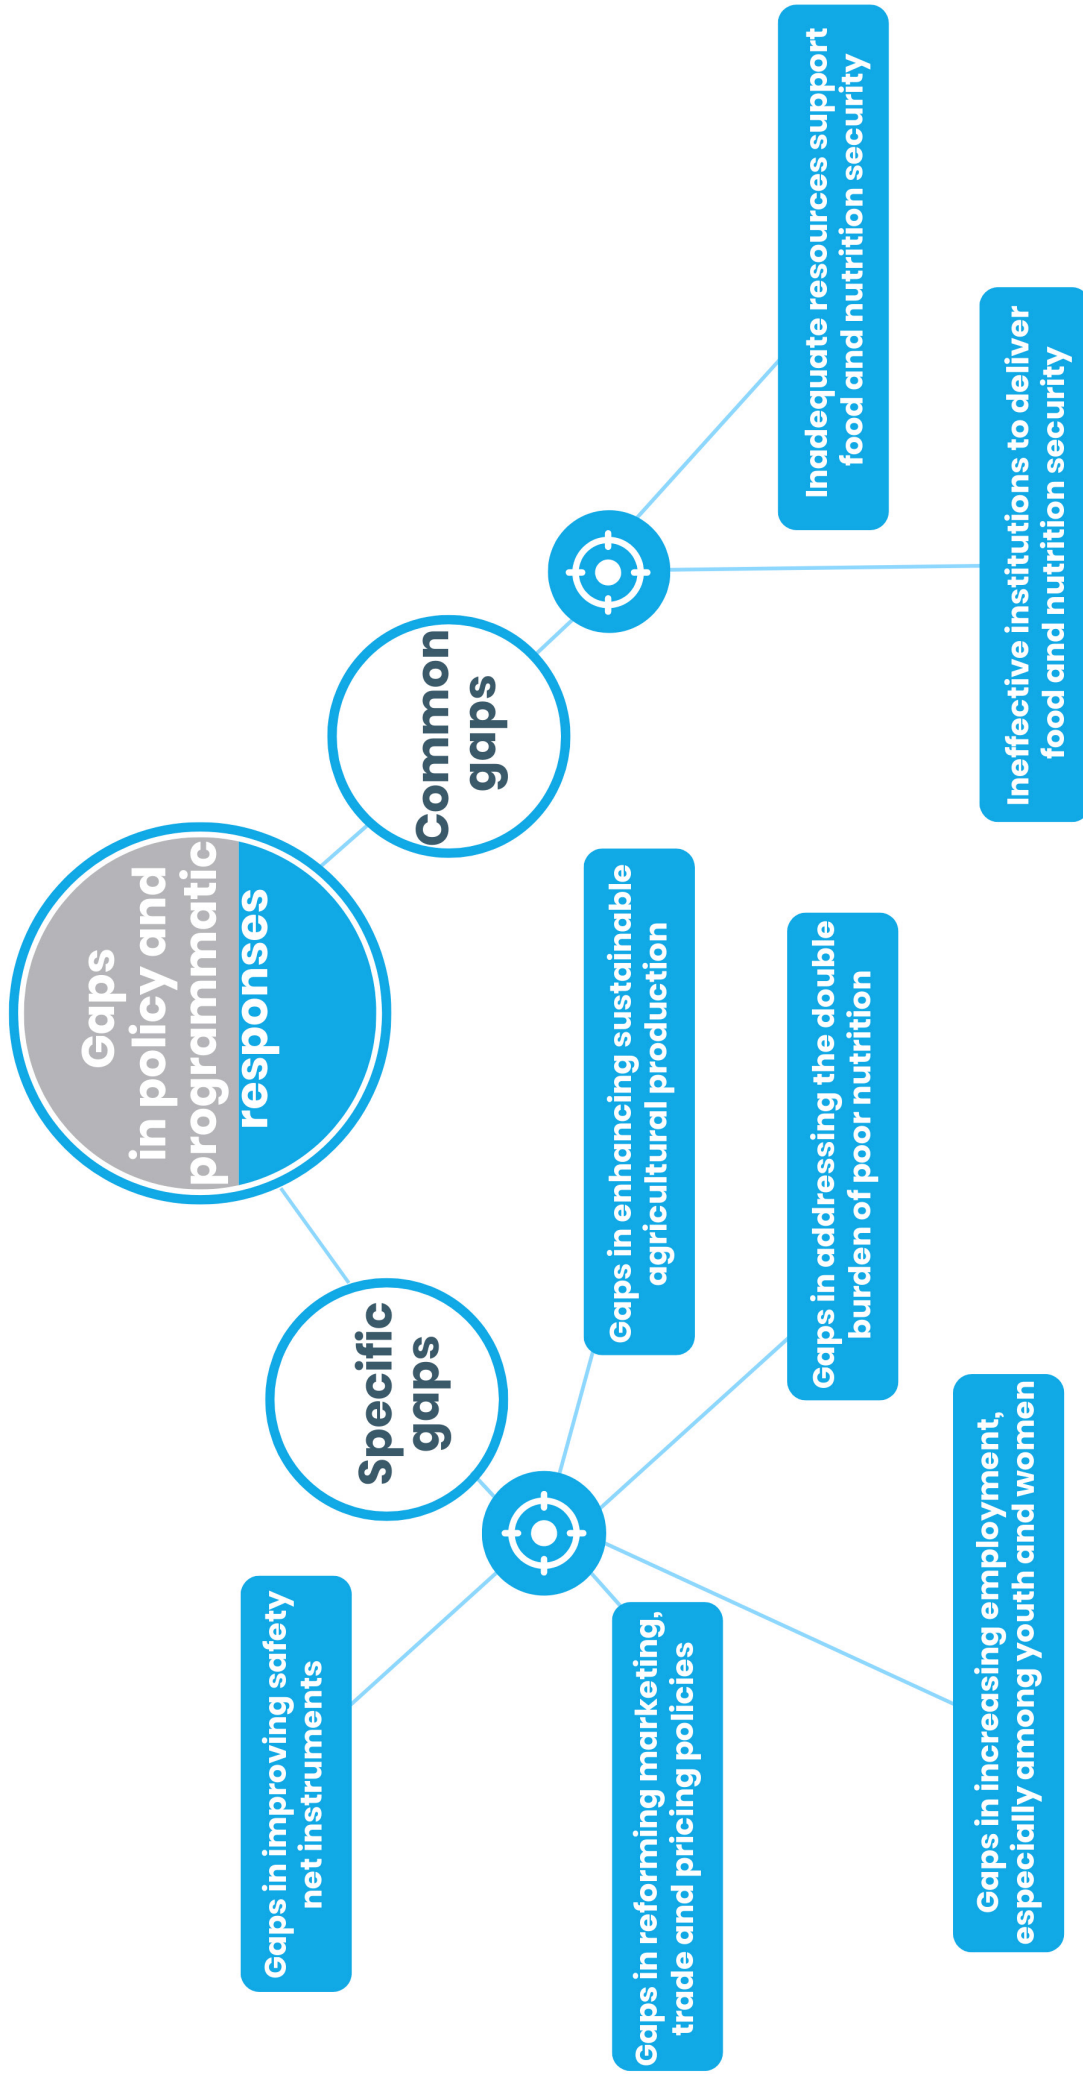 Gaps
in policy and
programmatic
responses
Specific
gaps
Common
gaps
Gaps in improving safety
net instruments
Gaps in reforming marketing,
trade and pricing policies
Gaps in increasing employment,
especially among youth and women
Gaps in addressing the double
burden of poor nutrition
Gaps in enhancing sustainable
agricultural production
Ineffective institutions to deliver
food and nutrition security
Inadequate resources support
food and nutrition security